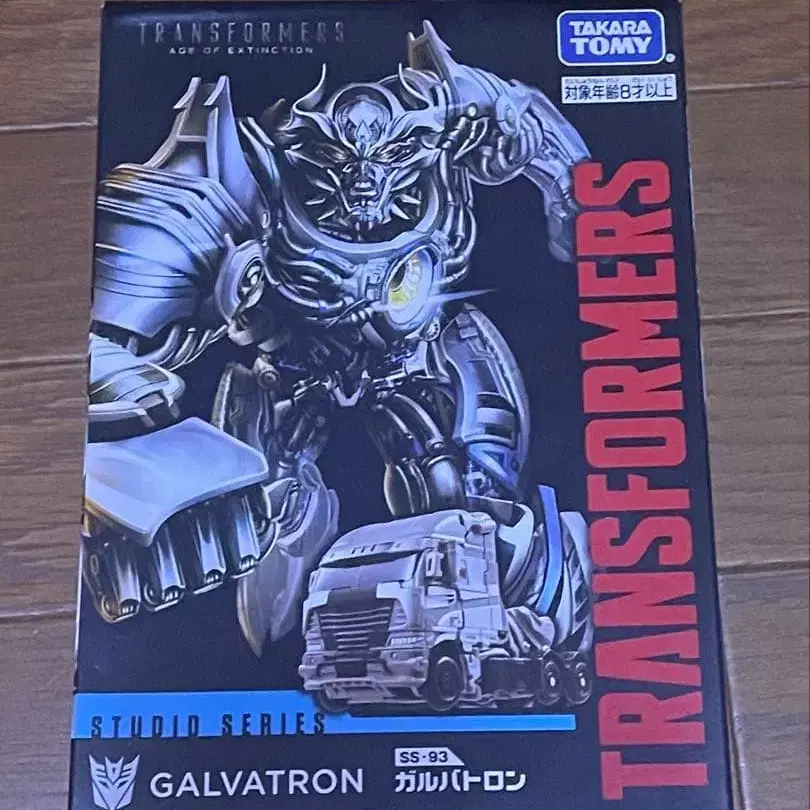 TRANSFORMERS
AGE OF EXTINCTION
TAKARA
TOMY
対象年齢8才以上
TRANSFORMERS
STUDIO SERIES
SS-93
GALVATRON
ガルバトロン